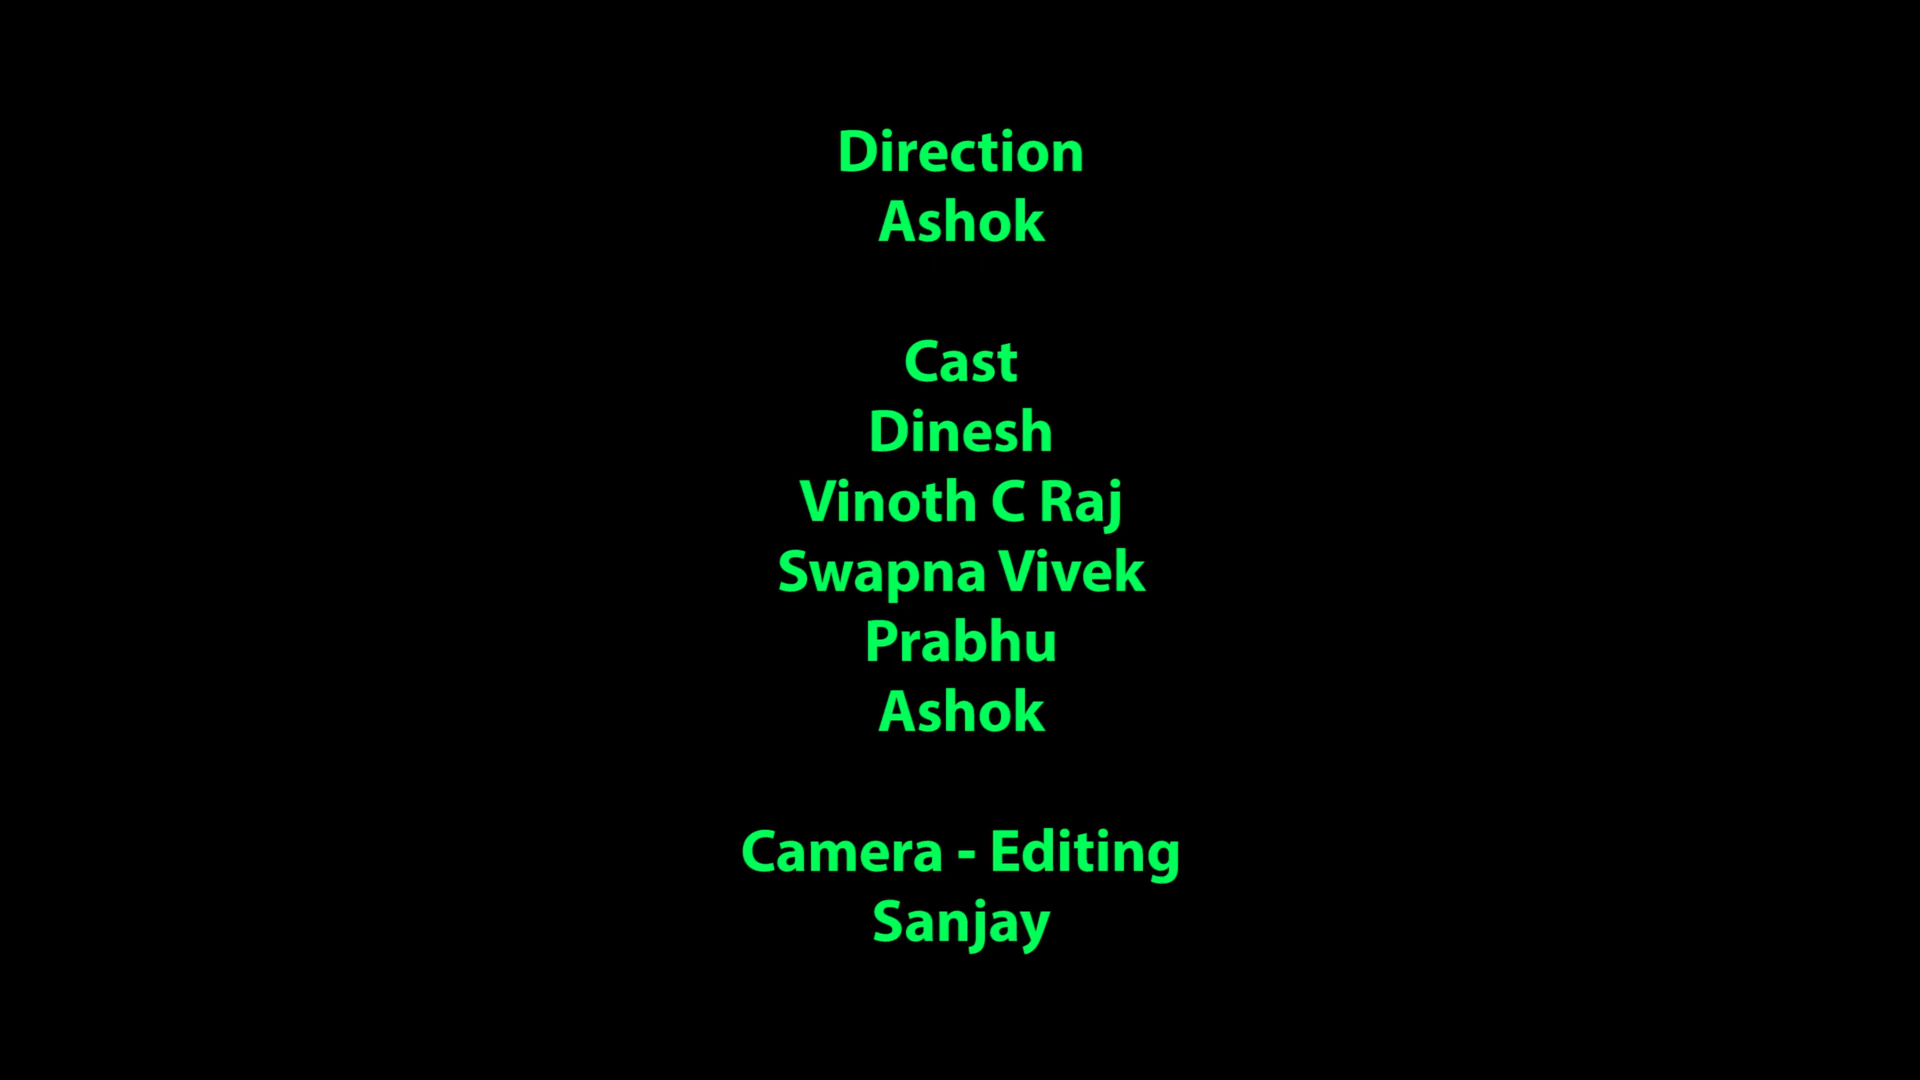 Direction
Ashok
Cast
Dinesh
Vinoth C Raj
Swapna Vivek
Prabhu
Ashok
Camera - Editing
Sanjay